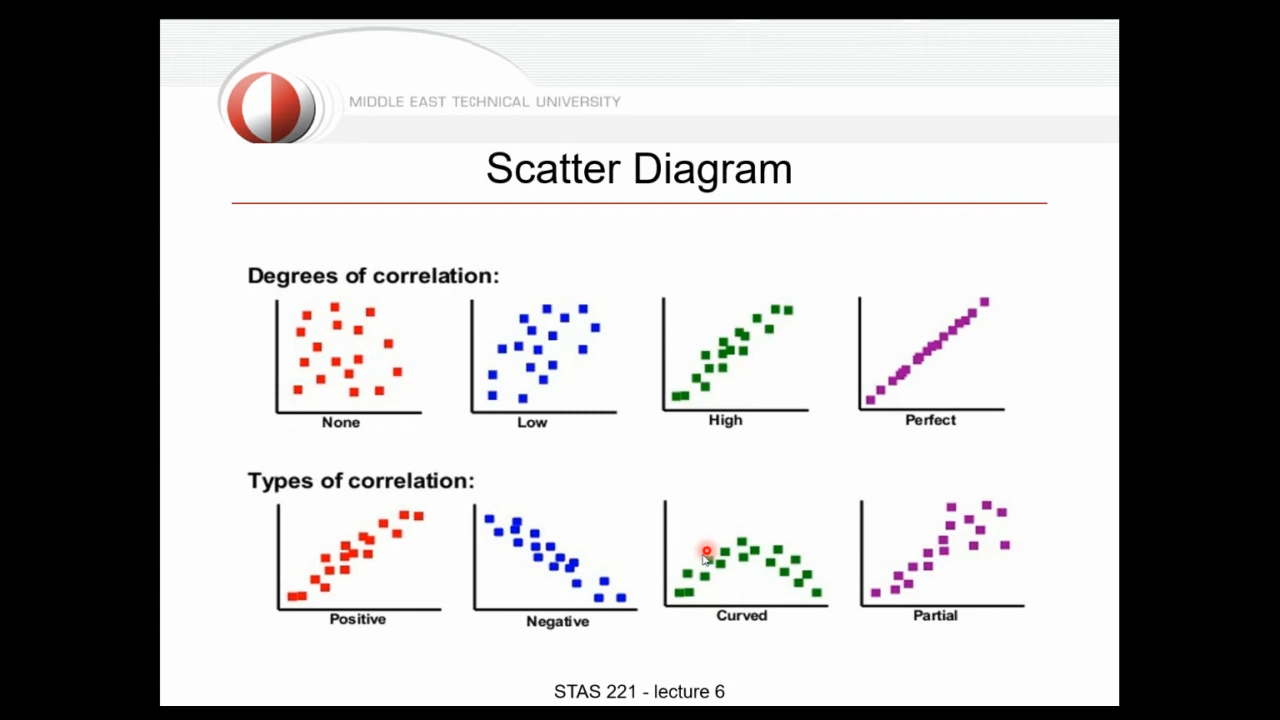 MIDDLE EAST TECHNICAL UNIVERSITY
Scatter Diagram
Degrees of correlation:
None Low High Perfect
Types of correlation:
Positive Negative Curved Partial
STAS 221 - lecture 6